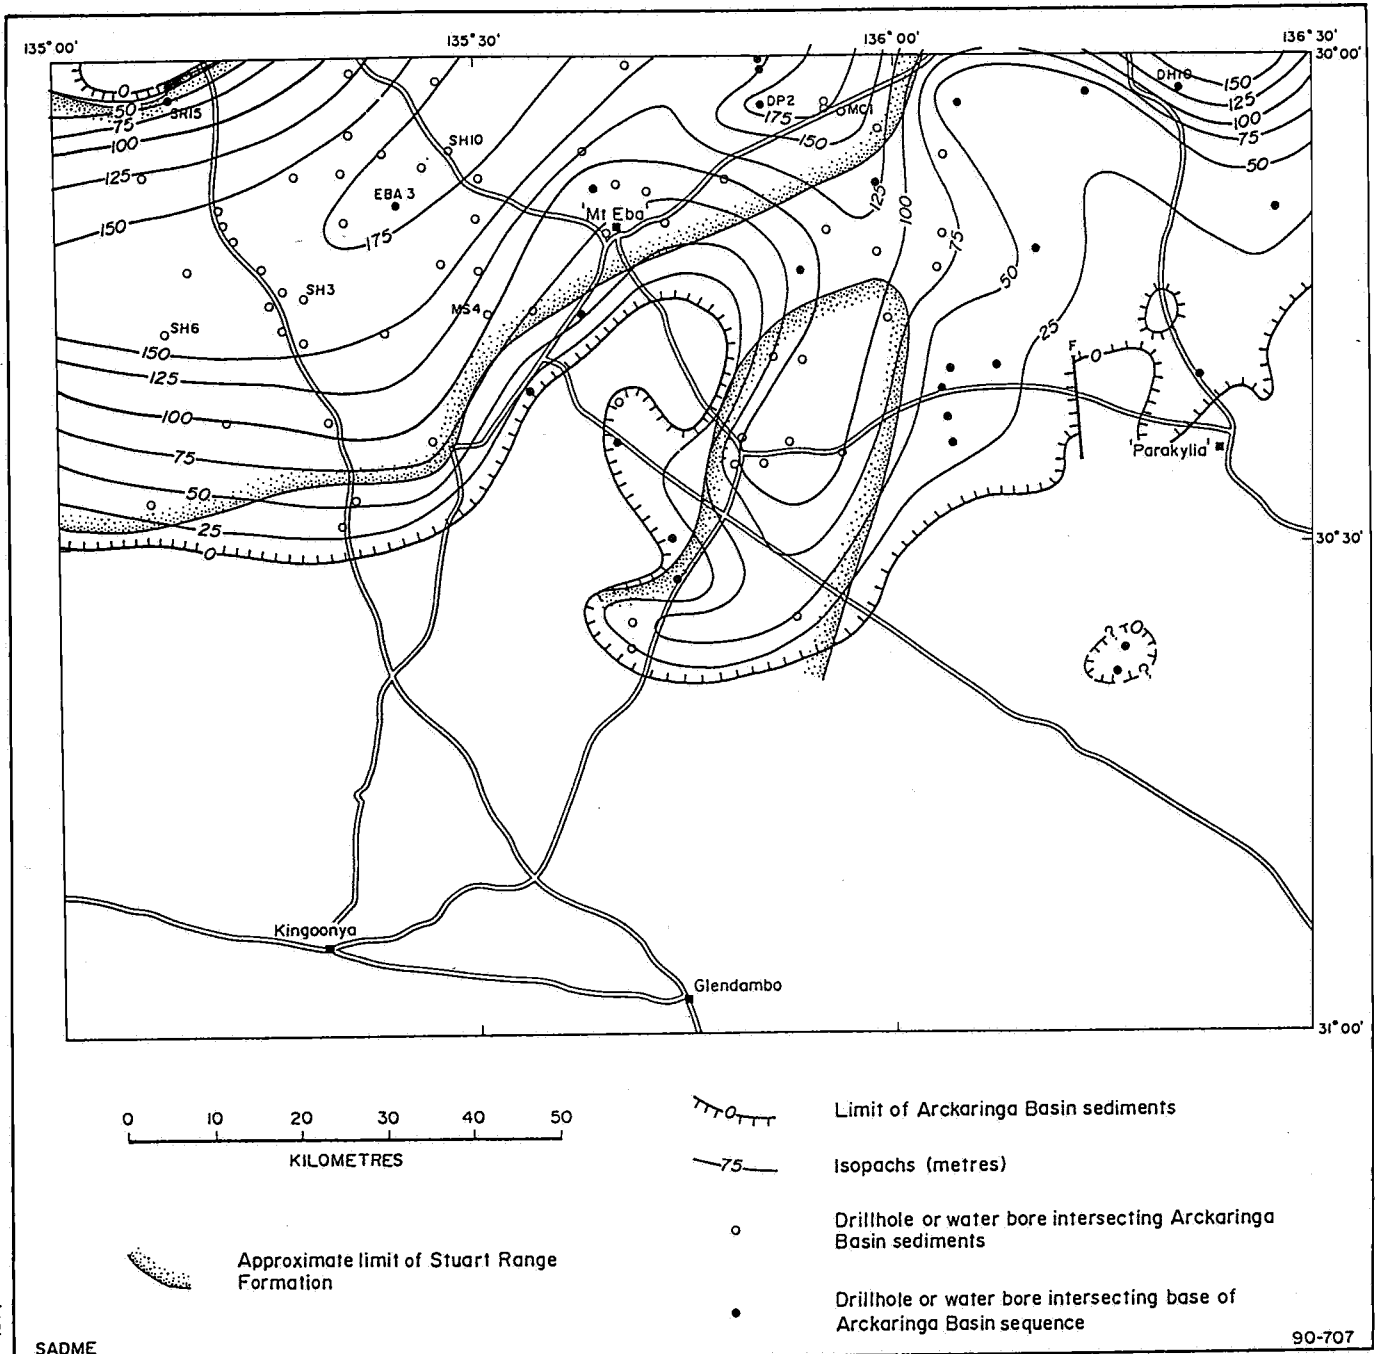 135°00'
135°30'
136°00'
136°30'
30°00'
0
50
SR15
75
100
125
150
SH10
EBA 3
175
DP2
175
MC1
150
DH10
150
125
100
75
50
'Mt Eba'
125
100
75
50
25
SH3
MS4
SH6
150
125
100
75
50
25
0
F
0
'Parakylia'
30°30'
?
0
?
Kingoonya
Glendambo
31°00'
0 10 20 30 40 50
KILOMETRES
0
Limit of Arckaringa Basin sediments
75
Isopachs (metres)
Drillhole or water bore intersecting Arckaringa
Basin sediments
Approximate limit of Stuart Range
Formation
Drillhole or water bore intersecting base of
Arckaringa Basin sequence
SADME
90-707